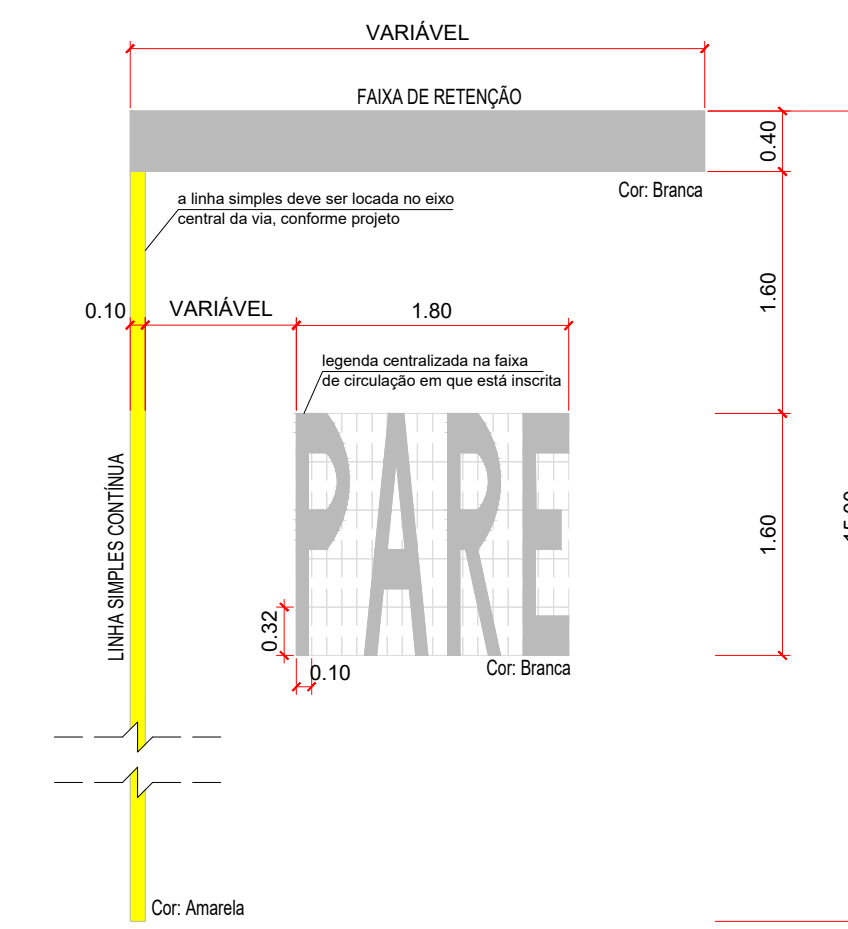 VARIÁVEL
FAIXA DE RETENÇÃO
0.40
Cor: Branca
a linha simples deve ser locada no eixo
central da via, conforme projeto
1.60
0.10
VARIÁVEL
1.80
legenda centralizada na faixa
de circulação em que está inscrita
LINHA SIMPLES CONTÍNUA
PARE
1.60
0.32
0.10
Cor: Branca
Cor: Amarela